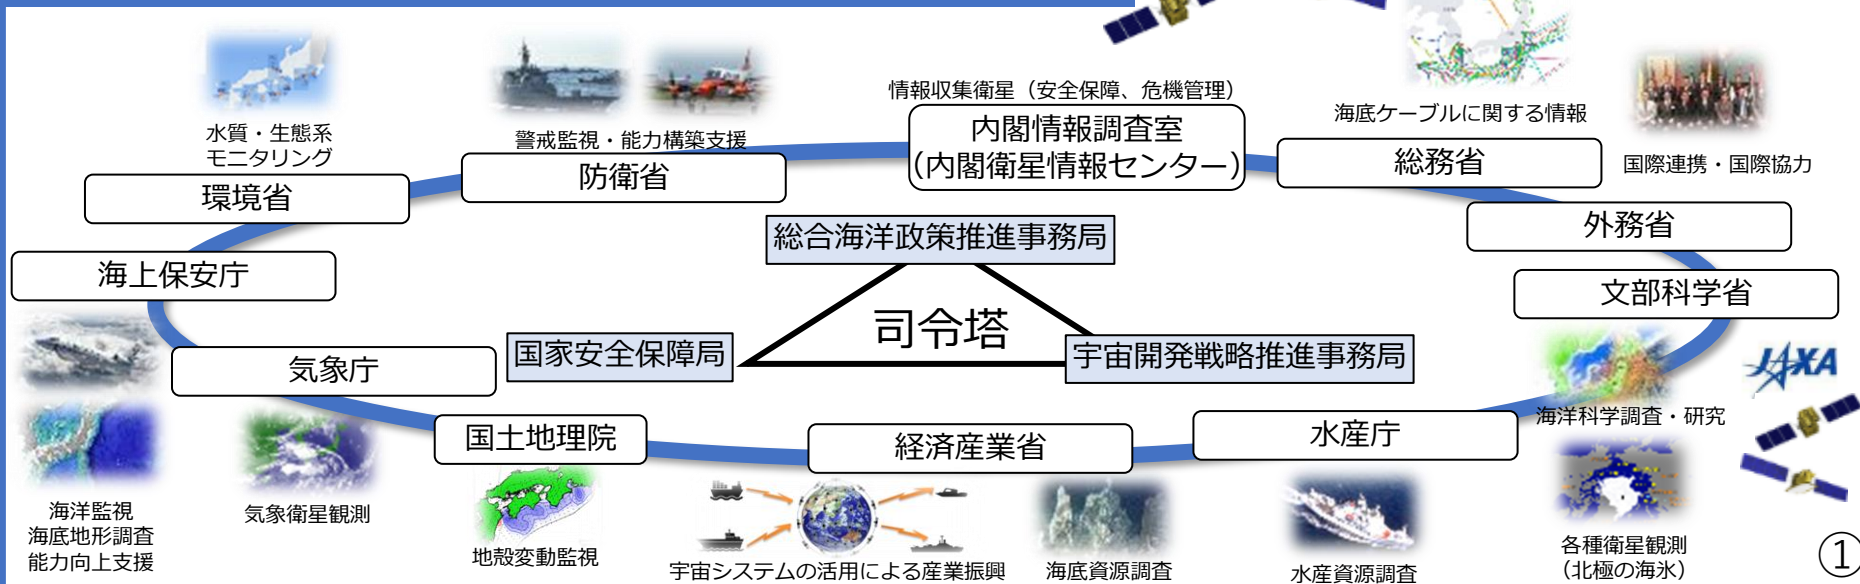 情報収集衛星（安全保障、危機管理）
内閣情報調査室
（内閣衛星情報センター）
水質・生態系
モニタリング
環境省
警戒監視・能力構築支援
防衛省
海底ケーブルに関する情報
総務省
国際連携・国際協力
外務省
文部科学省
海上保安庁
総合海洋政策推進事務局
司令塔
国家安全保障局
宇宙開発戦略推進事務局
気象庁
国土地理院
経済産業省
水産庁
JAXA
海洋科学調査・研究
海洋監視
海底地形調査
能力向上支援
気象衛星観測
地殻変動監視
宇宙システムの活用による産業振興
海底資源調査
水産資源調査
各種衛星観測
（北極の海氷）
①